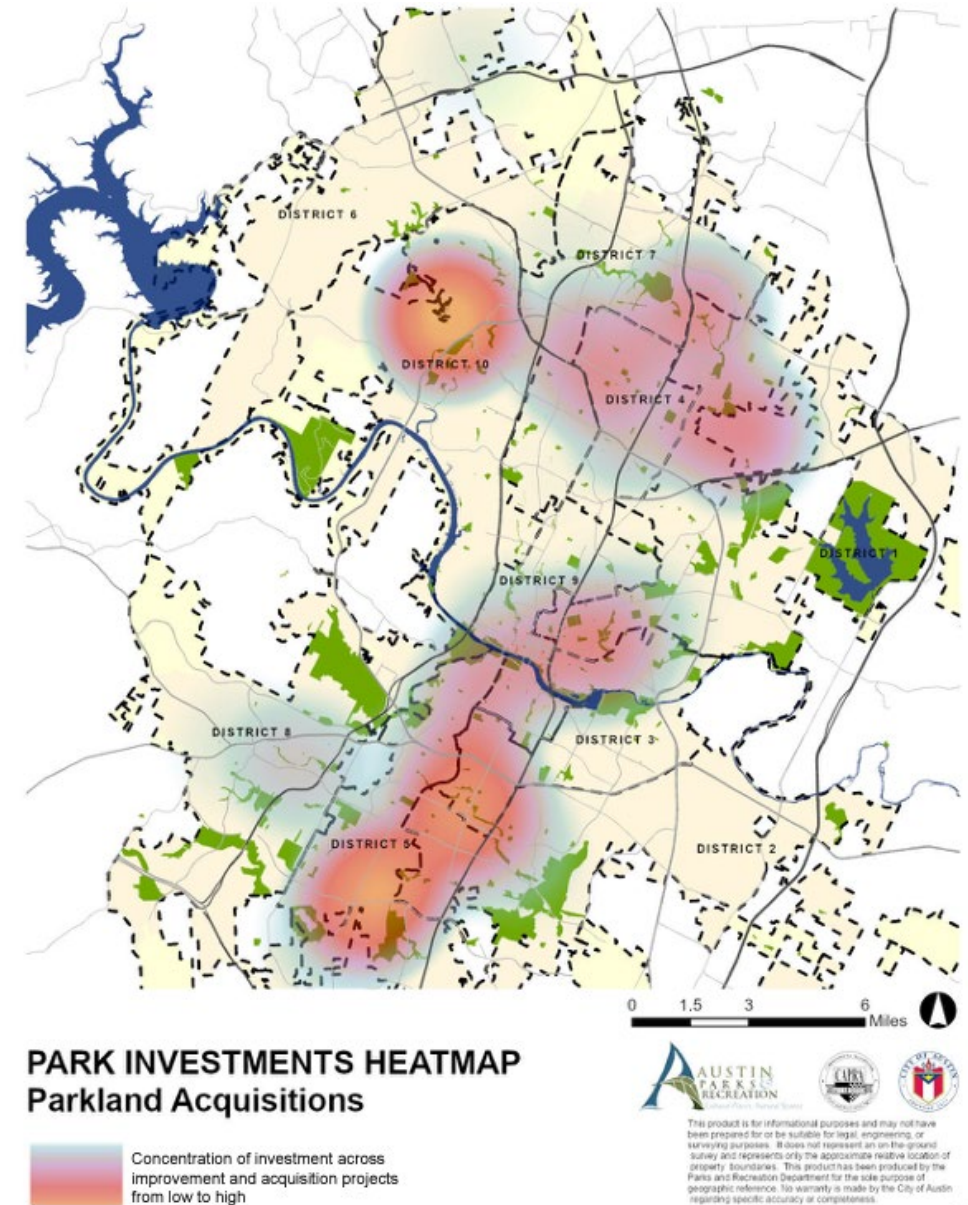 DISTRICT 6
DISTRICT 7
DISTRICT 10
DISTRICT 4
DISTRICT 1
DISTRICT 9
DISTRICT 8
DISTRICT 3
DISTRICT 5
DISTRICT 2
0 1.5 3 6
Miles
PARK INVESTMENTS HEATMAP
Parkland Acquisitions
Concentration of investment across
improvement and acquisition projects
from low to high
AUSTIN
PARKS &
RECREATION
CAPRA
CITY OF AUSTIN
This product is for informational purposes and may not have
been prepared for or be suitable for legal, engineering, or
surveying purposes. It does not represent an on-the-ground
survey and represents only the approximate relative location of
property boundaries. This product has been produced by the
Parks and Recreation Department for the sole purpose of
geographic reference. No warranty is made by the City of Austin
regarding specific accuracy or completeness.